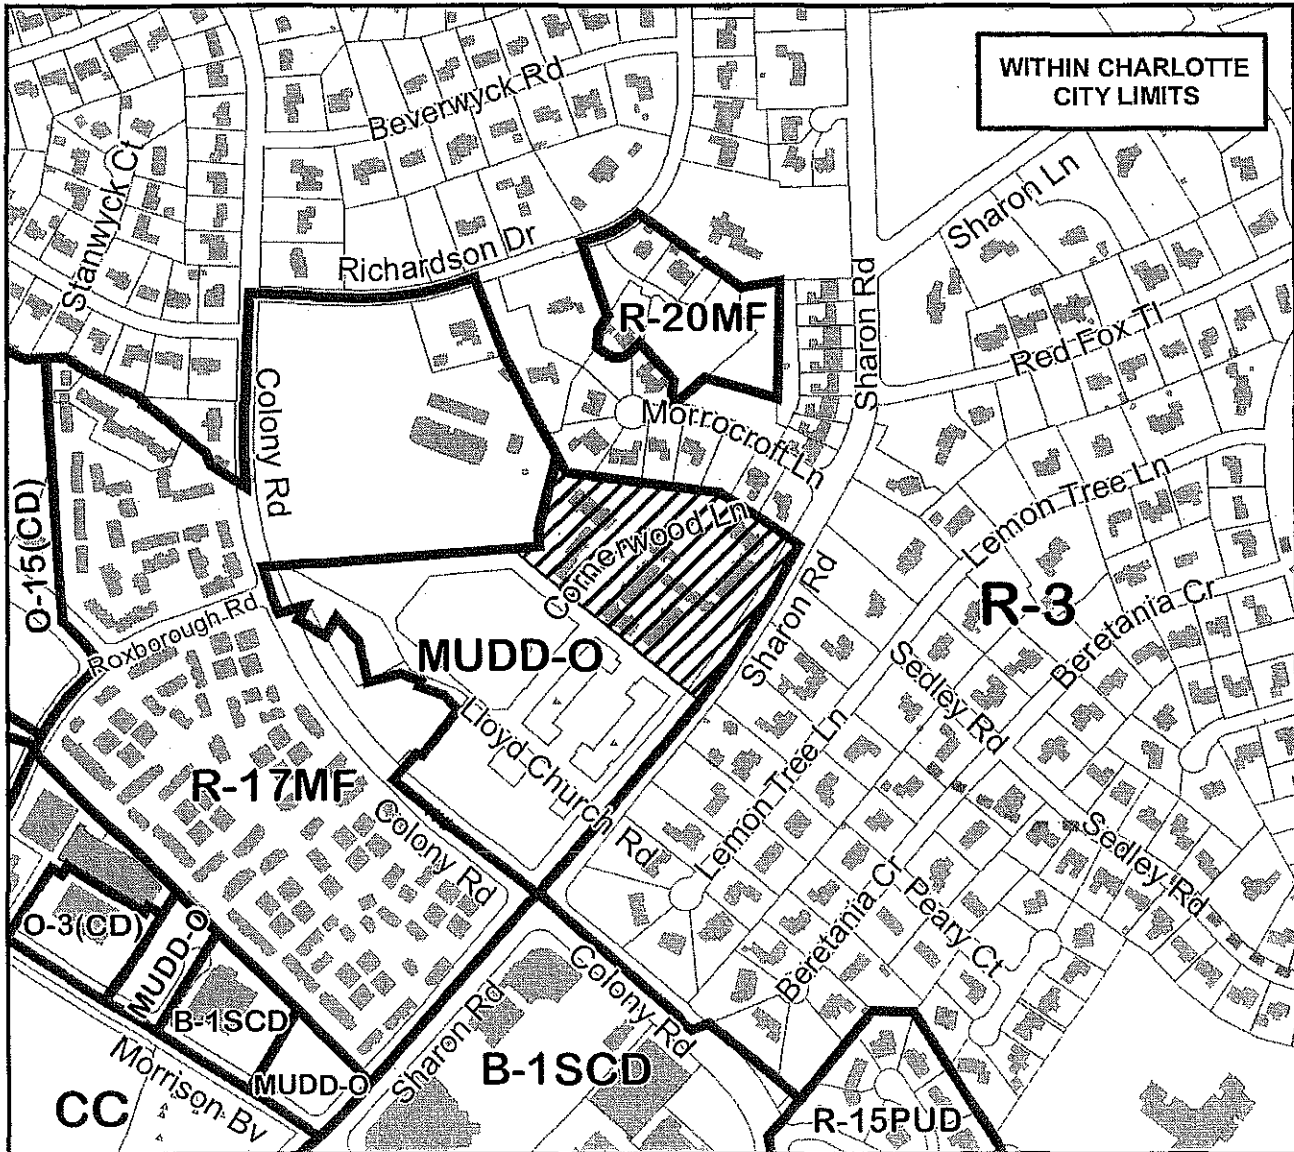 WITHIN CHARLOTTE
CITY LIMITS
Beverwyck Rd
Stanwyck Ct
Sharon Ln
Richardson Dr
R-20MF
Sharon Rd
Red Fox Tl
Colony Rd
Morrocroft Ln
Lemon Tree Ln
O-15(CD)
Cornerwood Ln
R-3
Beretania Cr
Roxborough Rd
MUDD-O
Sharon Rd
Sedley Rd
Lloyd Church Rd
Lemon Tree Ln
R-17MF
Colony Rd
Sedley Rd
O-3(CD)
MUDD-O
Beretania Ct
Peary Ct
B-1SCD
Colony Rd
Sharon Rd
Morrison Bv
MUDD-O
B-1SCD
CC
R-15PUD